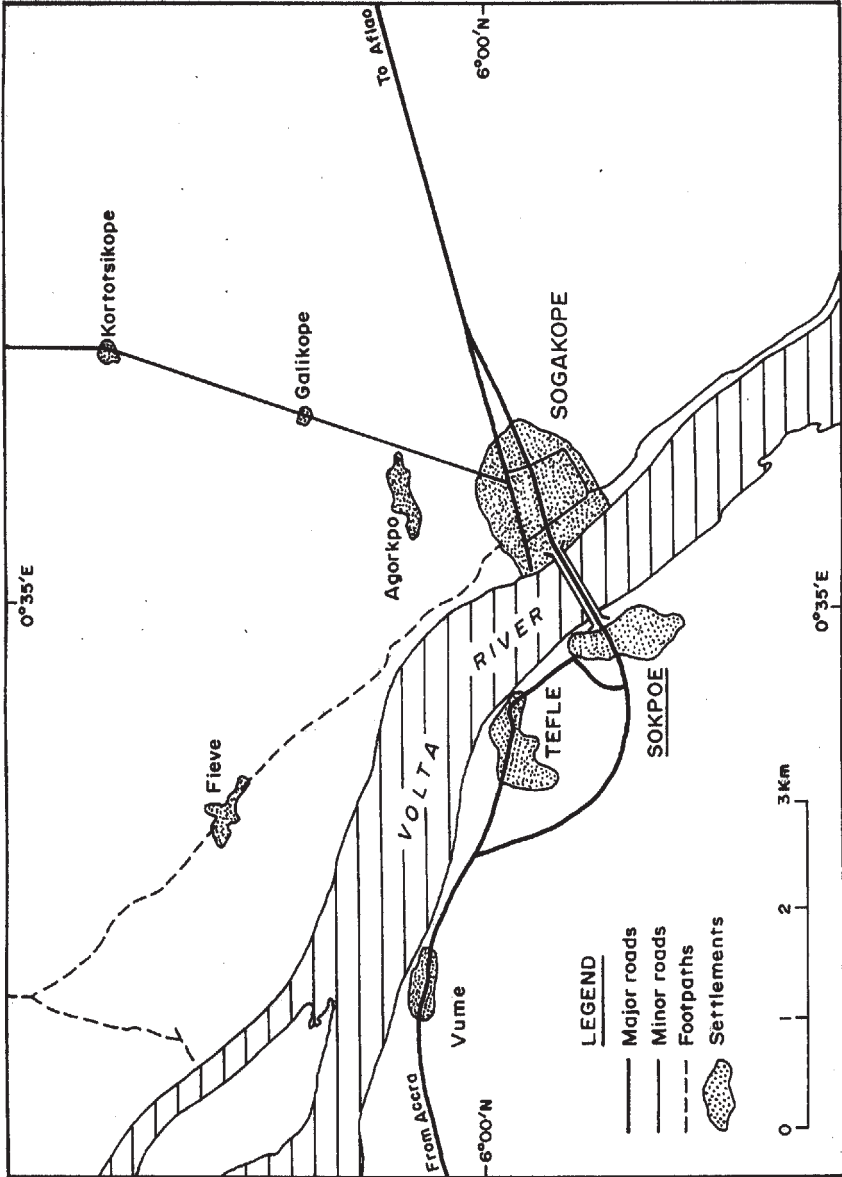 0°35'E
To Aflao
6°00'N
Kortotsikope
Galikope
Agorkpo
SOGAKOPE
Fieve
VOLTA
RIVER
TEFLE
SOKPOE
Vume
From Accra
6°00'N
0°35'E
LEGEND
Major roads
Minor roads
Footpaths
Settlements
0 1 2 3Km